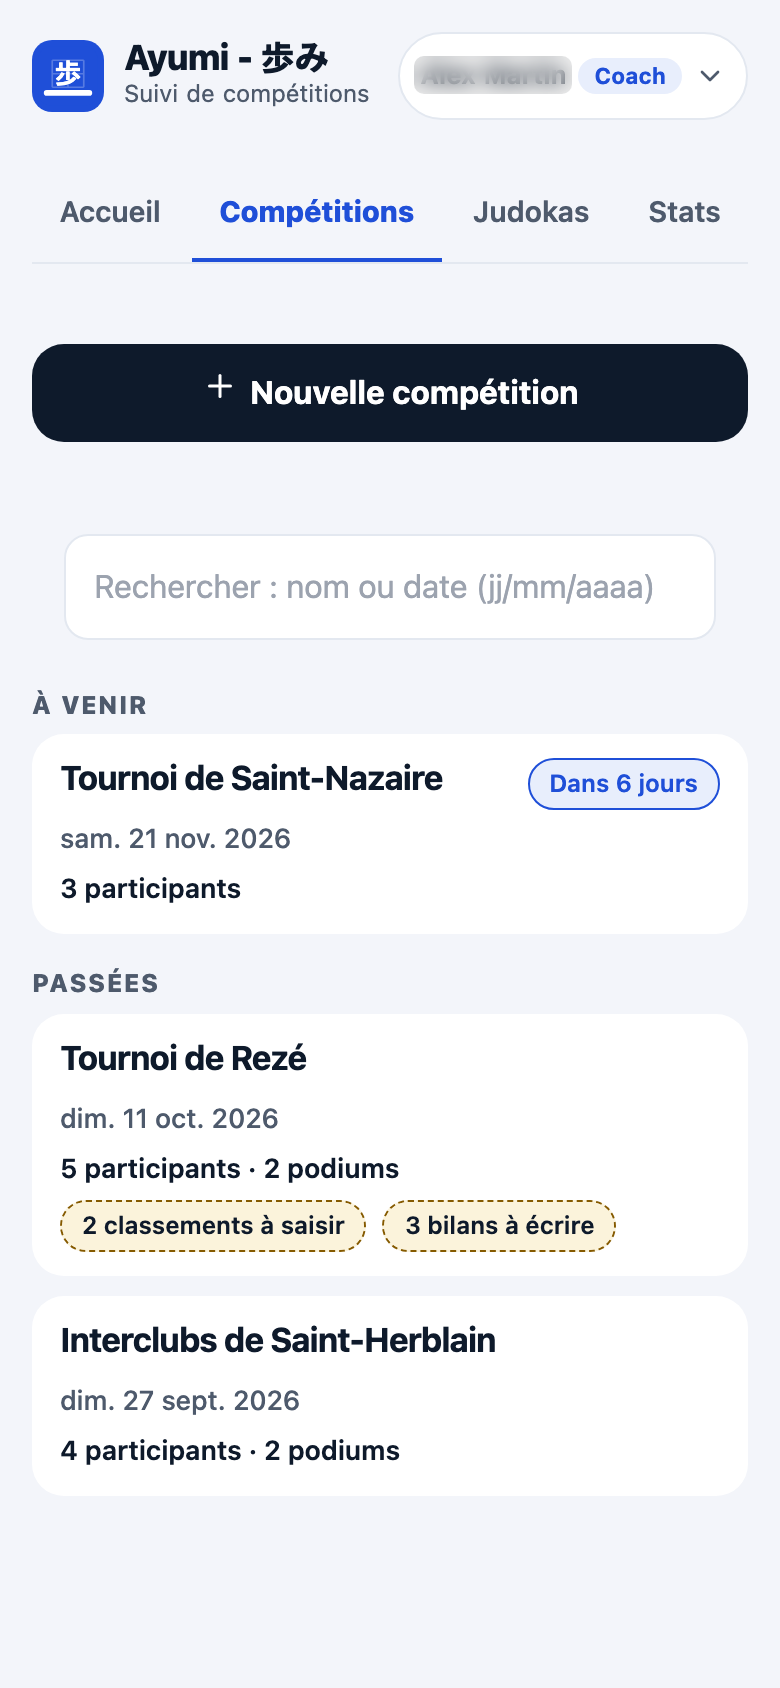 歩
Ayumi - 歩み
Suivi de compétitions
Coach
Accueil
Compétitions
Judokas
Stats
+ Nouvelle compétition
Rechercher : nom ou date (jj/mm/aaaa)
À VENIR
Tournoi de Saint-Nazaire
Dans 6 jours
sam. 21 nov. 2026
3 participants
PASSÉES
Tournoi de Rezé
dim. 11 oct. 2026
5 participants · 2 podiums
2 classements à saisir
3 bilans à écrire
Interclubs de Saint-Herblain
dim. 27 sept. 2026
4 participants · 2 podiums